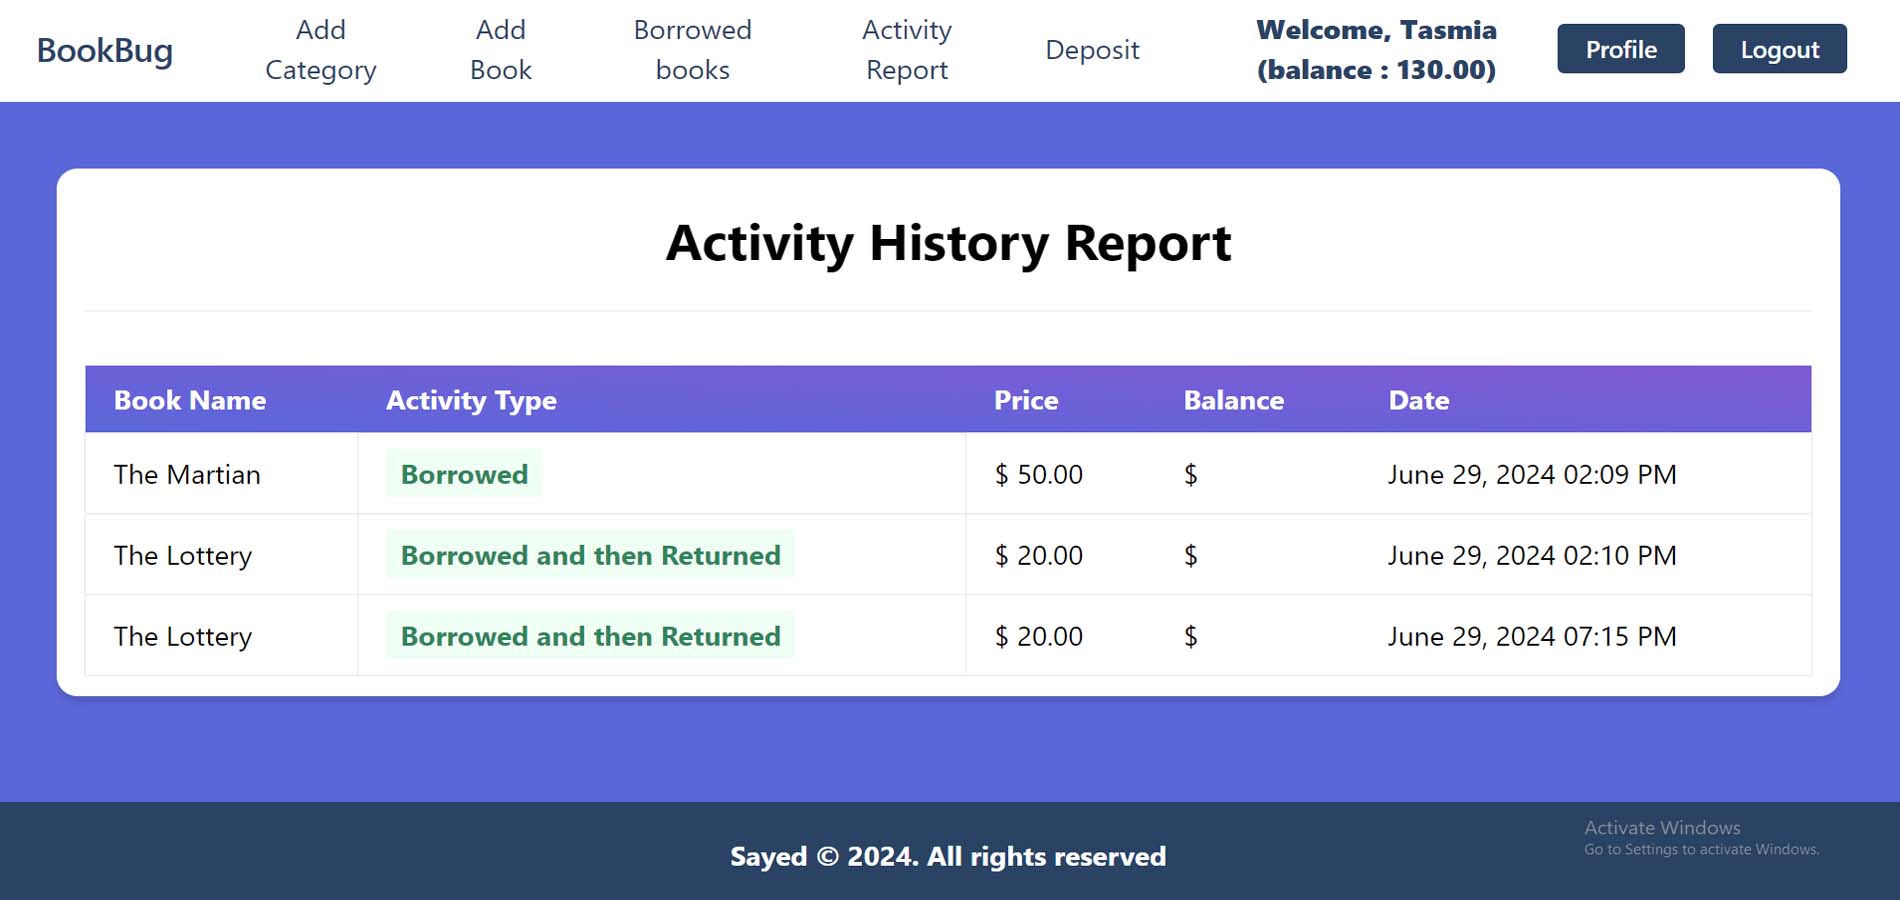 BookBug
Add
Category
Add
Book
Borrowed
books
Activity
Report
Deposit
Welcome, Tasmia
(balance : 130.00)
Profile
Logout
Activity History Report
Book Name Activity Type Price Balance Date
The Martian Borrowed $ 50.00 $ June 29, 2024 02:09 PM
The Lottery Borrowed and then Returned $ 20.00 $ June 29, 2024 02:10 PM
The Lottery Borrowed and then Returned $ 20.00 $ June 29, 2024 07:15 PM
Sayed © 2024. All rights reserved
Activate Windows
Go to Settings to activate Windows.